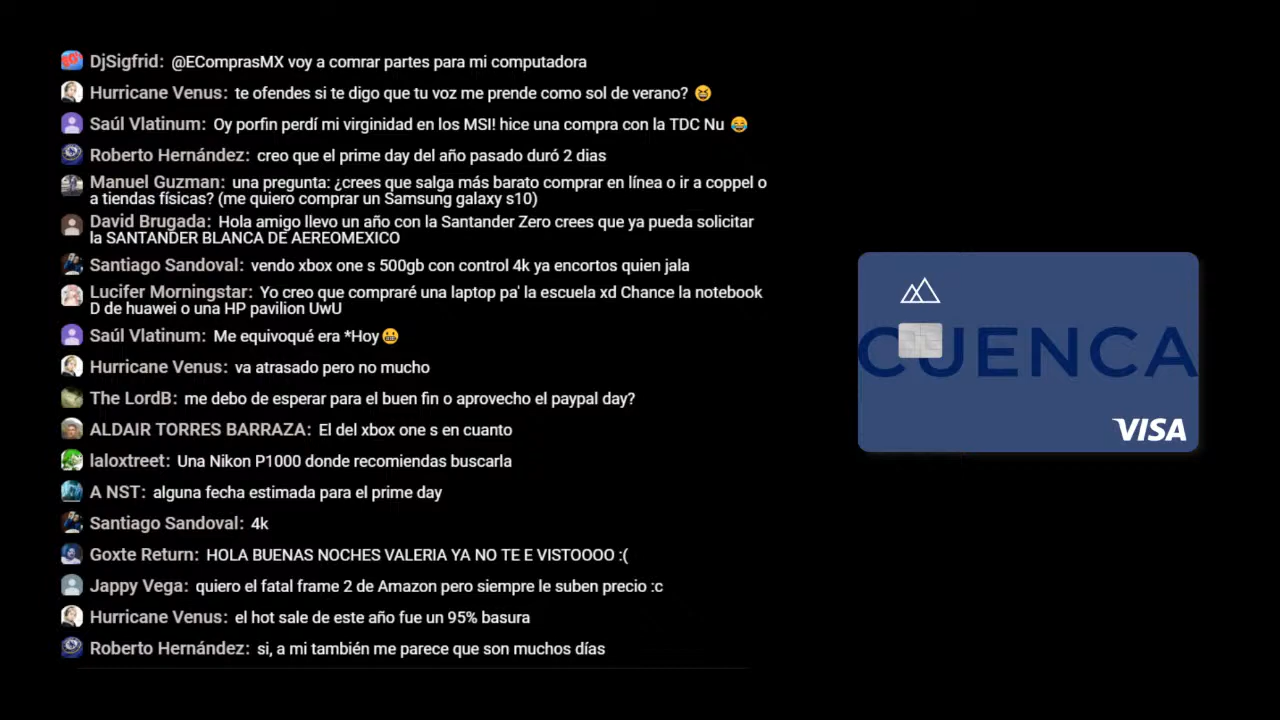 DjSigfrid: @EComprasMX voy a comrar partes para mi computadora
Hurricane Venus: te ofendes si te digo que tu voz me prende como sol de verano? 😆
Saúl Vlatinum: Oy porfin perdí mi virginidad en los MSI! hice una compra con la TDC Nu 😂
Roberto Hernández: creo que el prime day del año pasado duró 2 dias
Manuel Guzman: una pregunta: ¿crees que salga más barato comprar en línea o ir a coppel o
a tiendas físicas? (me quiero comprar un Samsung galaxy s10)
David Brugada: Hola amigo llevo un año con la Santander Zero crees que ya pueda solicitar
la SANTANDER BLANCA DE AEREOMEXICO
Santiago Sandoval: vendo xbox one s 500gb con control 4k ya encortos quien jala
Lucifer Morningstar: Yo creo que compraré una laptop pa' la escuela xd Chance la notebook
D de huawei o una HP pavilion UwU
Saúl Vlatinum: Me equivoqué era *Hoy😬
Hurricane Venus: va atrasado pero no mucho
The LordB: me debo de esperar para el buen fin o aprovecho el paypal day?
ALDAIR TORRES BARRAZA: El del xbox one s en cuanto
laloxtreet: Una Nikon P1000 donde recomiendas buscarla
A NST: alguna fecha estimada para el prime day
Santiago Sandoval: 4k
Goxte Return: HOLA BUENAS NOCHES VALERIA YA NO TE E VISTOOOO :(
Jappy Vega: quiero el fatal frame 2 de Amazon pero siempre le suben precio :c
Hurricane Venus: el hot sale de este año fue un 95% basura
Roberto Hernández: si, a mi también me parece que son muchos días
CUENCA
VISA